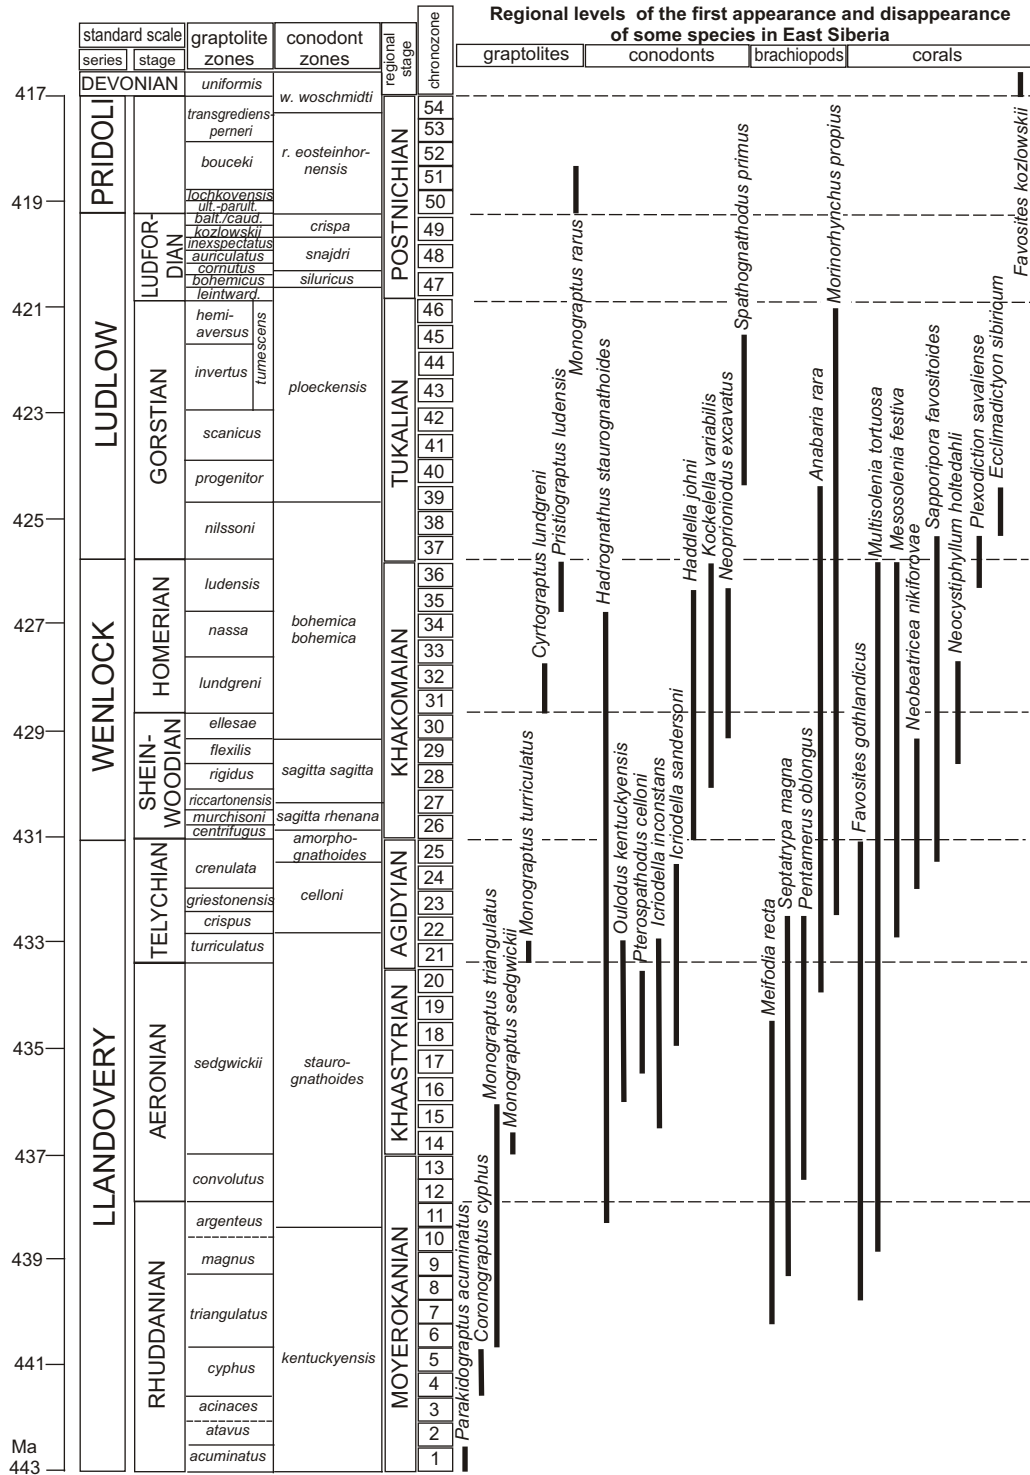 Regional levels of the first appearance and disappearance
of some species in East Siberia
standard scale
series
stage
graptolite
zones
conodont
zones
regional
stage
chronozone
graptolites
conodonts
brachiopods
corals
417
419
421
423
425
427
429
431
433
435
437
439
441
Ma
443
DEVONIAN
PRIDOLI
LUDLOW
WENLOCK
LLANDOVERY
LUDFOR-
DIAN
GORSTIAN
HOMERIAN
SHEIN-
WOODIAN
TELYCHIAN
AERONIAN
RHUDDANIAN
uniformis
transgrediens-
perneri
bouceki
lochkovensis
ult.-parult.
balt./caud.
kozlowskii
inexspectatus
auriculatus
cornutus
bohemicus
leintward.
hemi-
aversus
tumescens
invertus
scanicus
progenitor
nilssoni
ludensis
nassa
lundgreni
ellesae
flexilis
rigidus
riccartonensis
murchisoni
centrifugus
crenulata
griestonensis
crispus
turriculatus
sedgwickii
convolutus
argenteus
magnus
triangulatus
cyphus
acinaces
atavus
acuminatus
w. woschmidti
r. eosteinhor-
nensis
crispa
snajdri
siluricus
ploeckensis
bohemica
bohemica
sagitta sagitta
sagitta rhenana
amorpho-
gnathoides
celloni
stauro-
gnathoides
kentuckyensis
POSTNICHIAN
TUKALIAN
KHAKOMAIAN
AGIDYIAN
KHAASTYRIAN
MOYEROKANIAN
54
53
52
51
50
49
48
47
46
45
44
43
42
41
40
39
38
37
36
35
34
33
32
31
30
29
28
27
26
25
24
23
22
21
20
19
18
17
16
15
14
13
12
11
10
9
8
7
6
5
4
3
2
1
Parakidograptus acuminatus
Coronograptus cyphus
Monograptus triangulatus
Monograptus sedgwickii
Monograptus turriculatus
Cyrtograptus lundgreni
Pristiograptus ludensis
Monograptus rarus
Hadrognathus staurognathoides
Oulodus kentuckyensis
Pterospathodus celloni
Icriodella inconstans
Icriodella sandersoni
Haddella johni
Kockelella variabilis
Neoprioniodus excavatus
Spathognathodus primus
Meifodia recta
Septatrypa magna
Pentamerus oblongus
Anabaria rara
Morinorhynchus propius
Favosites gothlandicus
Multisolenia tortuosa
Mesosolenia festiva
Neobeatricea nikiforovae
Sapporipora favositoides
Neocystiphyllum holtedahli
Plexodiction savaliense
Ecclimadictyon sibiricum
Favosites kozlowskii